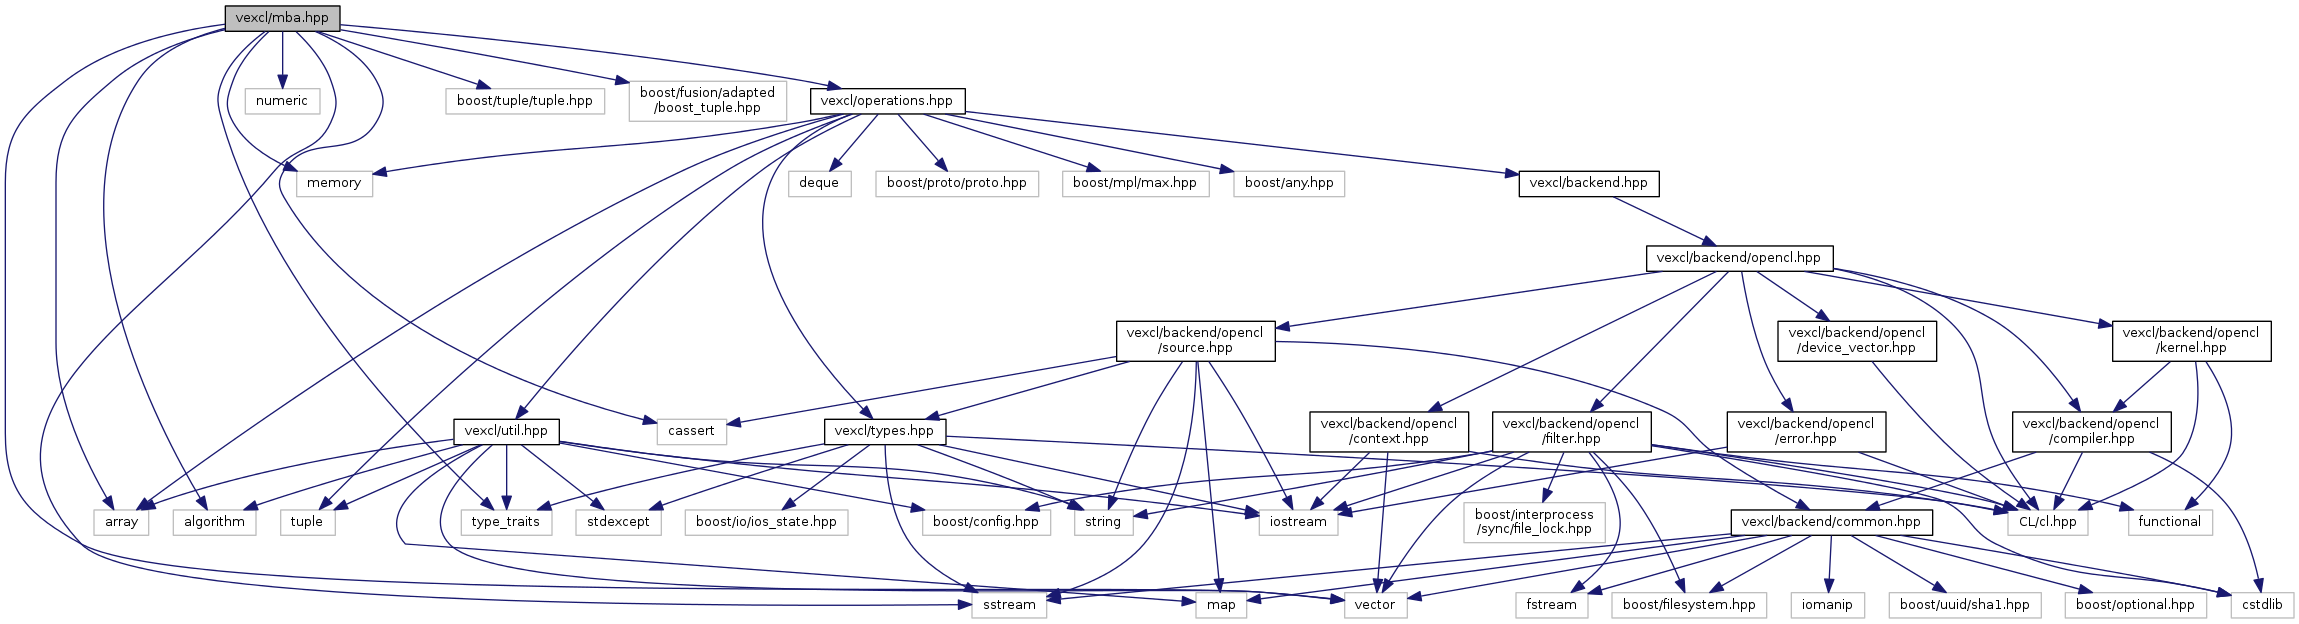 vexcl/mba.hpp
numeric
boost/tuple/tuple.hpp
boost/fusion/adapted
/boost_tuple.hpp
vexcl/operations.hpp
memory
deque
boost/proto/proto.hpp
boost/mpl/max.hpp
boost/any.hpp
vexcl/backend.hpp
vexcl/backend/opencl.hpp
vexcl/backend/opencl
/source.hpp
vexcl/backend/opencl
/device_vector.hpp
vexcl/backend/opencl
/kernel.hpp
vexcl/util.hpp
cassert
vexcl/types.hpp
vexcl/backend/opencl
/context.hpp
vexcl/backend/opencl
/filter.hpp
vexcl/backend/opencl
/error.hpp
vexcl/backend/opencl
/compiler.hpp
array
algorithm
tuple
type_traits
stdexcept
boost/io/ios_state.hpp
boost/config.hpp
string
iostream
boost/interprocess
/sync/file_lock.hpp
vexcl/backend/common.hpp
CL/cl.hpp
functional
sstream
map
vector
fstream
boost/filesystem.hpp
iomanip
boost/uuid/sha1.hpp
boost/optional.hpp
cstdlib